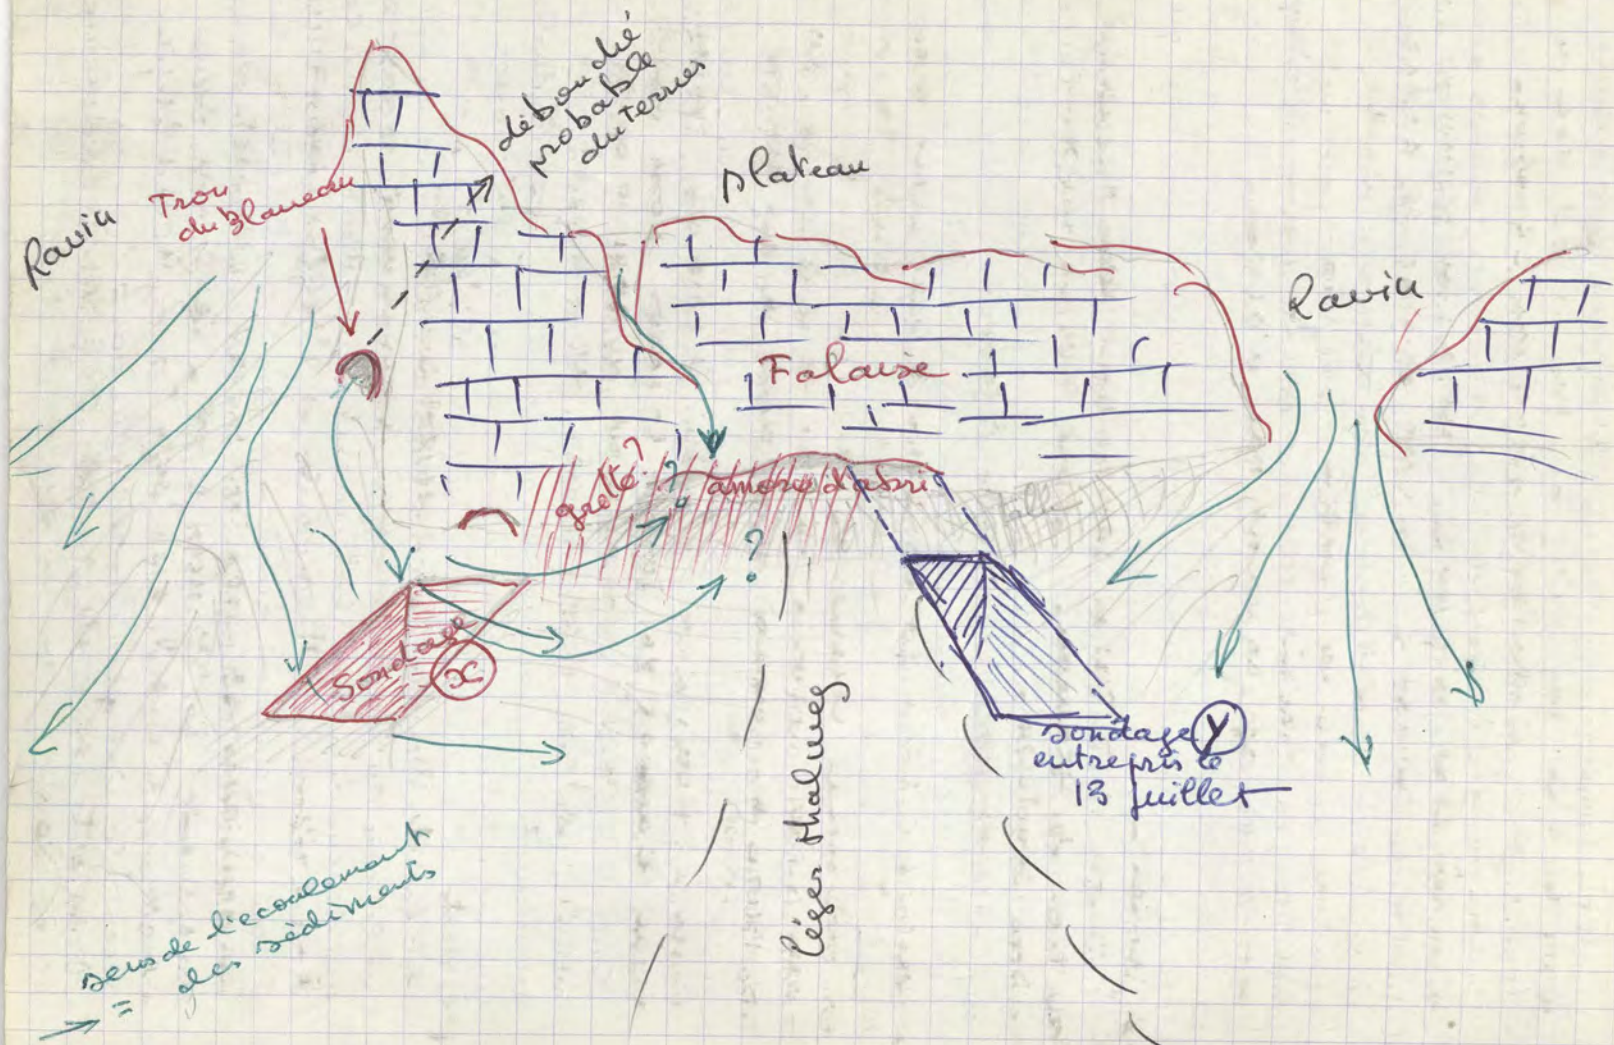 débouché
probable
du Terrier
plateau
Ravin
Trou
du Blaireau
Ravin
Falaise
grotte?
?
amorce d'abri
?
Sondage
x
sondage Y
entrepris le
13 juillet
léger thalweg
sens de l'ecoulement
= des sédiments